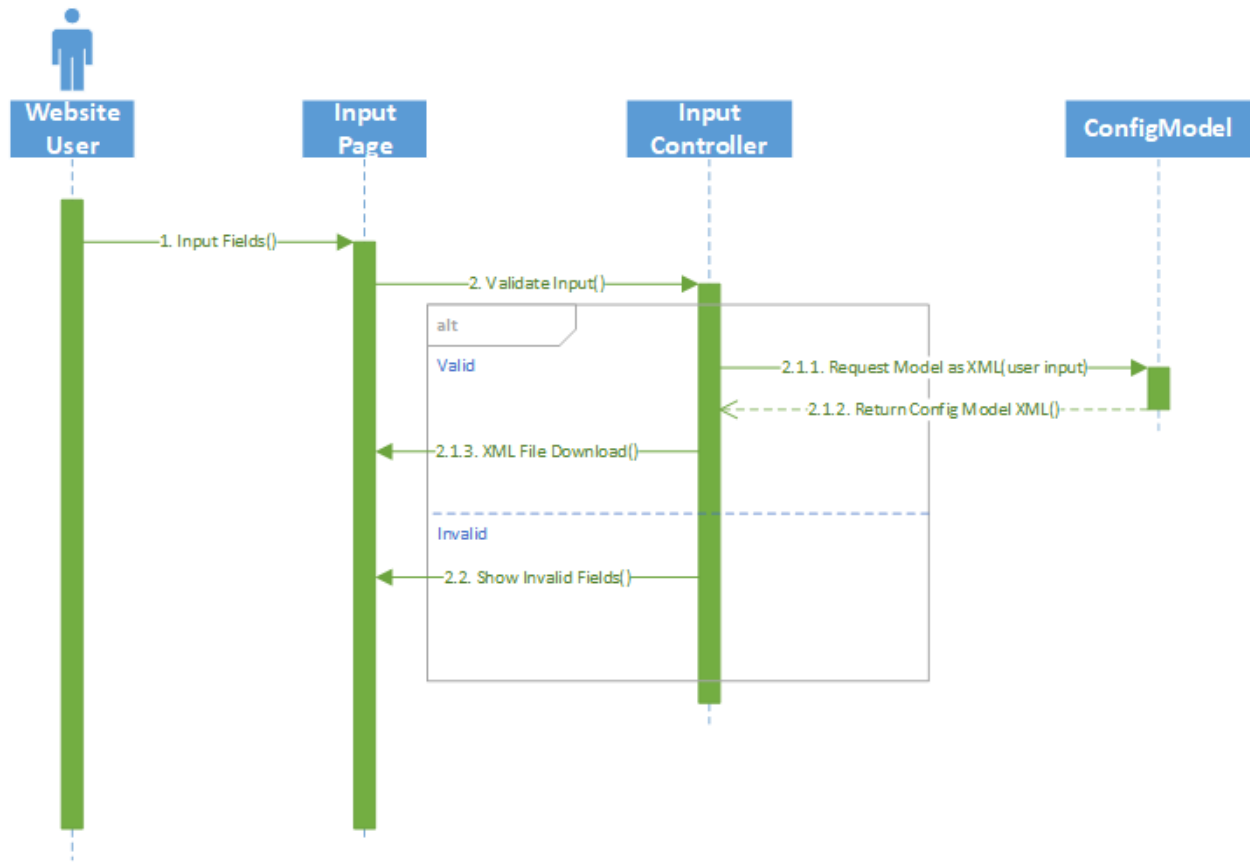 Website
User
Input
Page
Input
Controller
ConfigModel
1. Input Fields()
2. Validate Input()
alt
Valid
2.1.1. Request Model as XML(user input)
2.1.2. Return Config Model XML()
2.1.3. XML File Download()
Invalid
2.2. Show Invalid Fields()